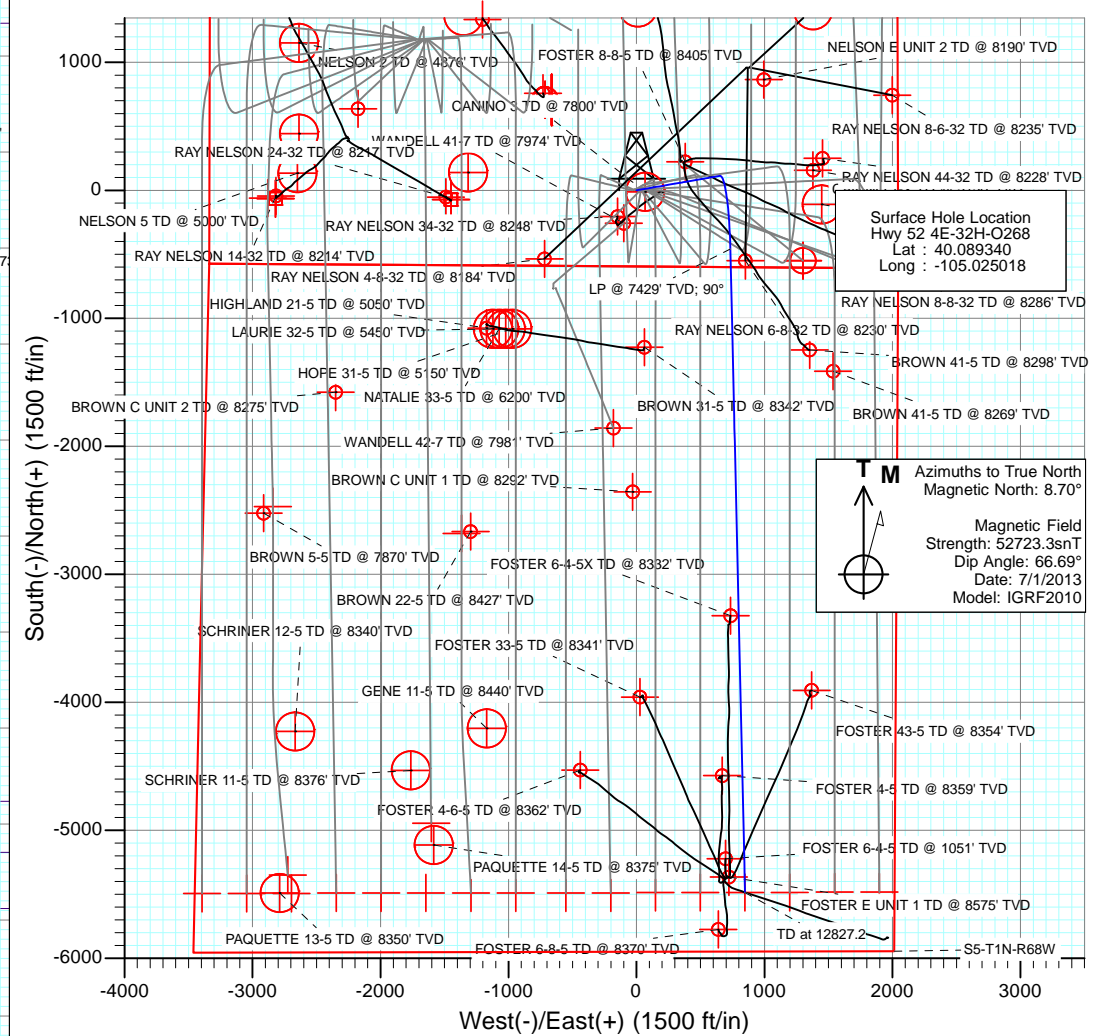 FOSTER 8-8-5 TD @ 8405' TVD
NELSON E UNIT 2 TD @ 8190' TVD
NELSON 2 TD @ 4876' TVD
CANINO 3 TD @ 7800' TVD
RAY NELSON 8-6-32 TD @ 8235' TVD
WANDELL 41-7 TD @ 7974' TVD
RAY NELSON 24-32 TD @ 8217' TVD
RAY NELSON 44-32 TD @ 8228' TVD
NELSON 5 TD @ 5000' TVD
RAY NELSON 34-32 TD @ 8248' TVD
Surface Hole Location
Hwy 52 4E-32H-O268
Lat : 40.089340
Long : -105.025018
RAY NELSON 14-32 TD @ 8214' TVD
RAY NELSON 4-8-32 TD @ 8184' TVD
LP @ 7429' TVD; 90°
RAY NELSON 8-8-32 TD @ 8286' TVD
HIGHLAND 21-5 TD @ 5050' TVD
LAURIE 32-5 TD @ 5450' TVD
RAY NELSON 6-8-32 TD @ 8230' TVD
BROWN 41-5 TD @ 8298' TVD
HOPE 31-5 TD @ 5150' TVD
NATALIE 33-5 TD @ 6200' TVD
BROWN C UNIT 2 TD @ 8275' TVD
BROWN 31-5 TD @ 8342' TVD
BROWN 41-5 TD @ 8269' TVD
WANDELL 42-7 TD @ 7981' TVD
BROWN C UNIT 1 TD @ 8292' TVD
T M
Azimuths to True North
Magnetic North: 8.70°
Magnetic Field
Strength: 52723.3snT
Dip Angle: 66.69°
Date: 7/1/2013
Model: IGRF2010
BROWN 5-5 TD @ 7870' TVD
FOSTER 6-4-5X TD @ 8332' TVD
BROWN 22-5 TD @ 8427' TVD
SCHRINER 12-5 TD @ 8340' TVD
FOSTER 33-5 TD @ 8341' TVD
GENE 11-5 TD @ 8440' TVD
FOSTER 43-5 TD @ 8354' TVD
SCHRINER 11-5 TD @ 8376' TVD
FOSTER 4-5 TD @ 8359' TVD
FOSTER 4-6-5 TD @ 8362' TVD
FOSTER 6-4-5 TD @ 1051' TVD
PAQUETTE 14-5 TD @ 8375' TVD
FOSTER E UNIT 1 TD @ 8575' TVD
PAQUETTE 13-5 TD @ 8350' TVD
TD at 12827.2
FOSTER 6-8-5 TD @ 8370' TVD
S5-T1N-R68W
1000
0
-1000
-2000
-3000
-4000
-5000
-6000
South(-)/North(+) (1500 ft/in)
-4000 -3000 -2000 -1000 0 1000 2000 3000
West(-)/East(+) (1500 ft/in)